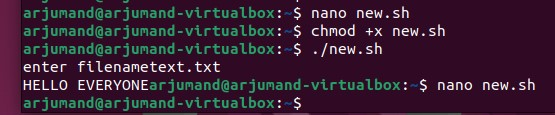 arjumand@arjumand-virtualbox:~$ nano new.sh
arjumand@arjumand-virtualbox:~$ chmod +x new.sh
arjumand@arjumand-virtualbox:~$ ./new.sh
enter filenametext.txt
HELLO EVERYONEarjumand@arjumand-virtualbox:~$ nano new.sh
arjumand@arjumand-virtualbox:~$